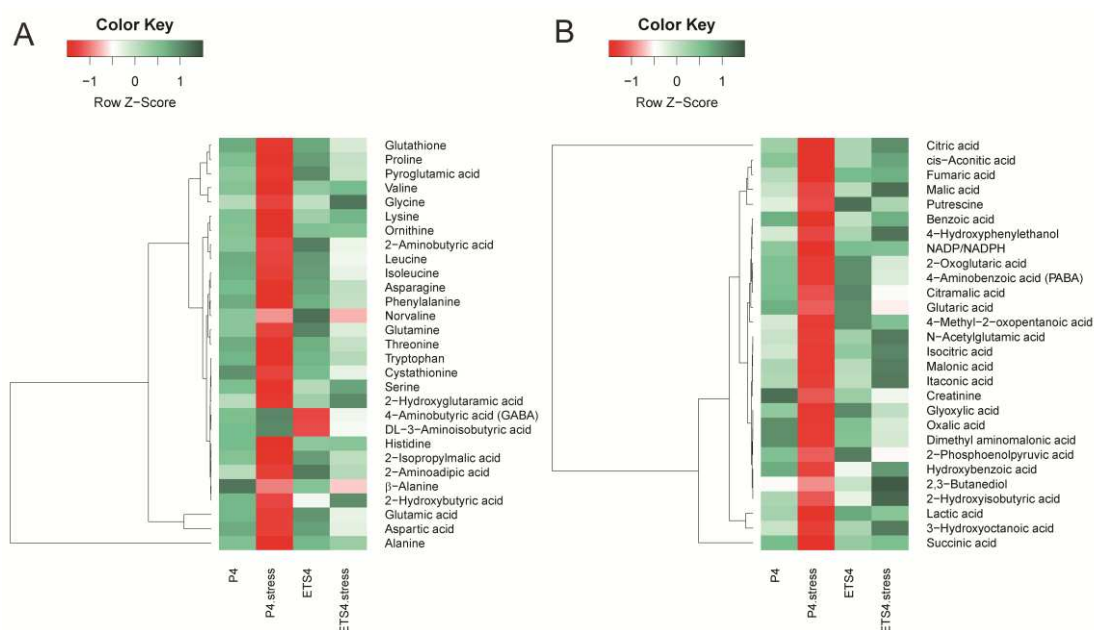 A
Color Key
−1 0 1
Row Z−Score
Glutathione
Proline
Pyroglutamic acid
Valine
Glycine
Lysine
Ornithine
2−Aminobutyric acid
Leucine
Isoleucine
Asparagine
Phenylalanine
Norvaline
Glutamine
Threonine
Tryptophan
Cystathionine
Serine
2−Hydroxyglutaramic acid
4−Aminobutyric acid (GABA)
DL−3−Aminoisobutyric acid
Histidine
2−Isopropylmalic acid
2−Aminoadipic acid
β−Alanine
2−Hydroxybutyric acid
Glutamic acid
Aspartic acid
Alanine
P4
P4.stress
ETS4
ETS4.stress
B
Color Key
−1 0 1
Row Z−Score
Citric acid
cis−Aconitic acid
Fumaric acid
Malic acid
Putrescine
Benzoic acid
4−Hydroxyphenylethanol
NADP/NADPH
2−Oxoglutaric acid
4−Aminobenzoic acid (PABA)
Citramalic acid
Glutaric acid
4−Methyl−2−oxopentanoic acid
N−Acetylglutamic acid
Isocitric acid
Malonic acid
Itaconic acid
Creatinine
Glyoxylic acid
Oxalic acid
Dimethyl aminomalonic acid
2−Phosphoenolpyruvic acid
Hydroxybenzoic acid
2,3−Butanediol
2−Hydroxyisobutyric acid
Lactic acid
3−Hydroxyoctanoic acid
Succinic acid
P4
P4.stress
ETS4
ETS4.stress